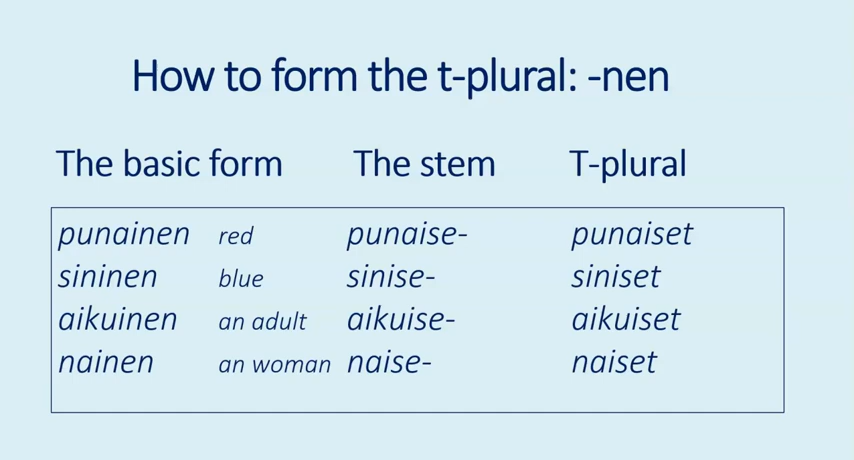 How to form the t-plural: -nen
The basic form The stem T-plural
punainen red punaise- punaiset
sininen blue sinise- siniset
aikuinen an adult aikuise- aikuiset
nainen an woman naise- naiset